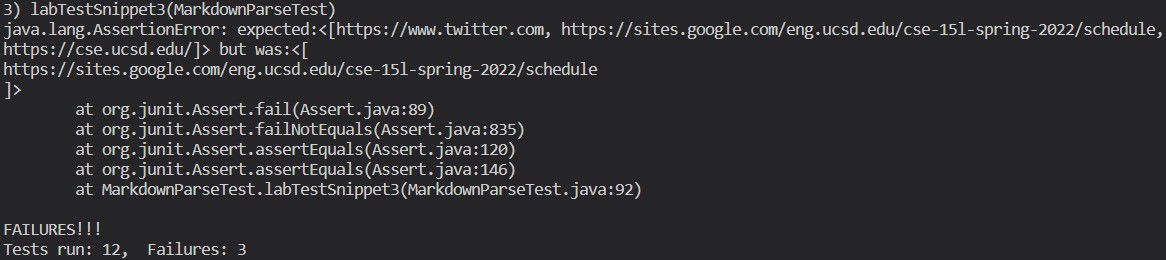 3) labTestSnippet3(MarkdownParseTest)
java.lang.AssertionError: expected:<[https://www.twitter.com, https://sites.google.com/eng.ucsd.edu/cse-15l-spring-2022/schedule,
https://cse.ucsd.edu/]> but was:<[
https://sites.google.com/eng.ucsd.edu/cse-15l-spring-2022/schedule
]>
        at org.junit.Assert.fail(Assert.java:89)
        at org.junit.Assert.failNotEquals(Assert.java:835)
        at org.junit.Assert.assertEquals(Assert.java:120)
        at org.junit.Assert.assertEquals(Assert.java:146)
        at MarkdownParseTest.labTestSnippet3(MarkdownParseTest.java:92)

FAILURES!!!
Tests run: 12,  Failures: 3